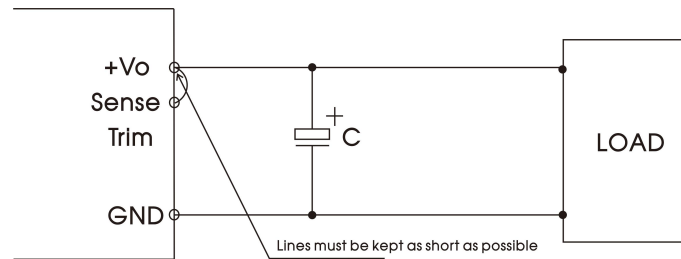 +Vo
Sense
+
C
Trim
LOAD
GND
Lines must be kept as short as possible